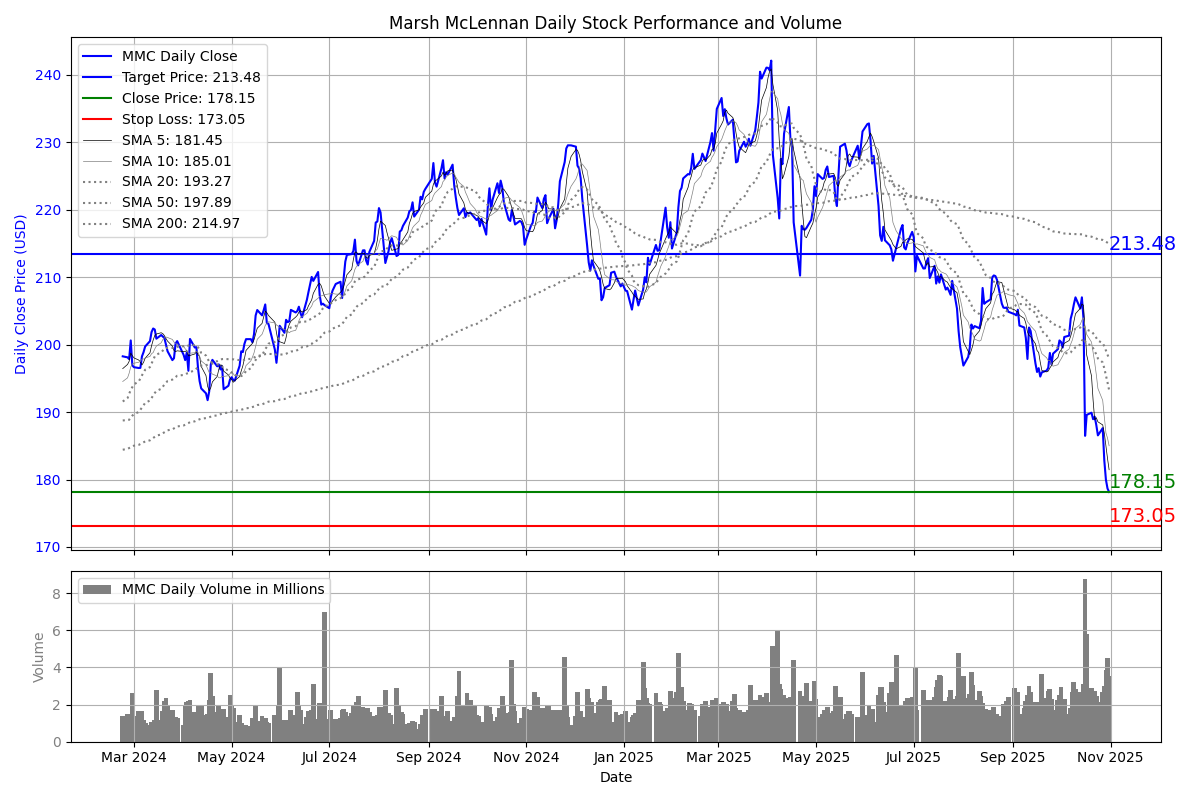 Marsh McLennan Daily Stock Performance and Volume
MMC Daily Close
Target Price: 213.48
Close Price: 178.15
Stop Loss: 173.05
SMA 5: 181.45
SMA 10: 185.01
SMA 20: 193.27
SMA 50: 197.89
SMA 200: 214.97
Daily Close Price (USD)
240
230
220
210
200
190
180
170
213.48
178.15
173.05
MMC Daily Volume in Millions
Volume
8
6
4
2
0
Mar 2024 May 2024 Jul 2024 Sep 2024 Nov 2024 Jan 2025 Mar 2025 May 2025 Jul 2025 Sep 2025 Nov 2025
Date